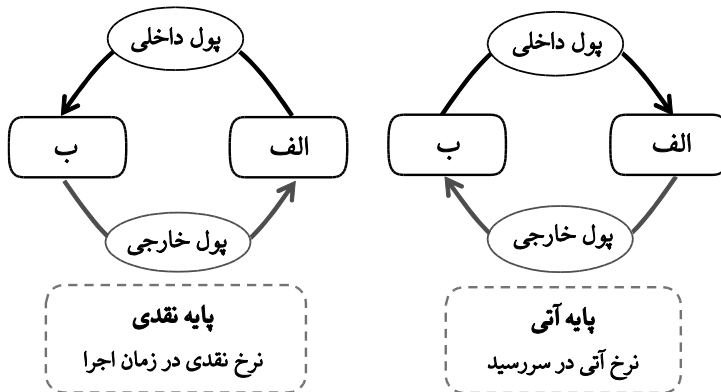 پول داخلی
الف
ب
پول خارجی
پایه آتی
نرخ آتی در سررسید
پول داخلی
الف
ب
پول خارجی
پایه نقدی
نرخ نقدی در زمان اجرا